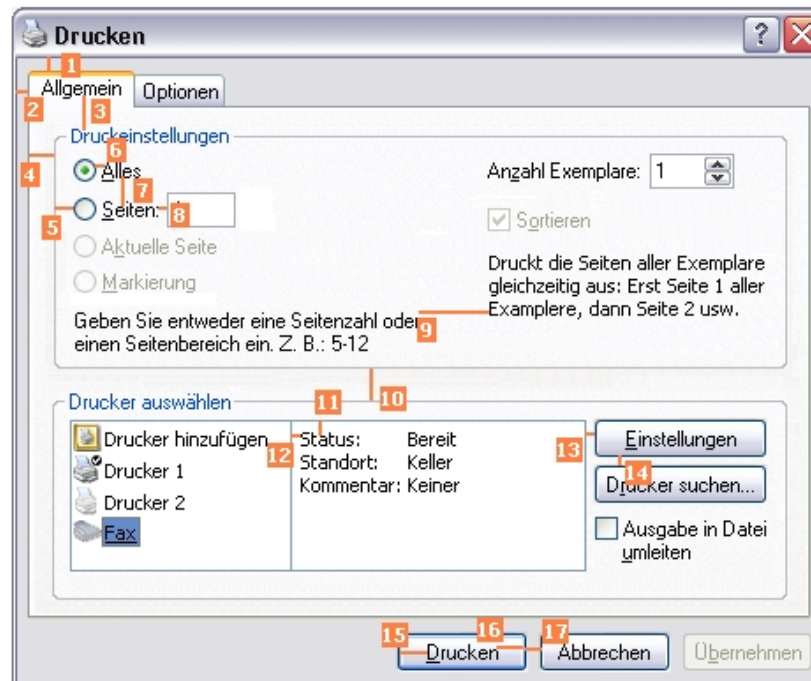 Drucken
?
1
Allgemein Optionen
2
3
Druckeinstellungen
6
4
Alles
Anzahl Exemplare: 1
7
Seiten:
5
8
Sortieren
Aktuelle Seite
Markierung
Druckt die Seiten aller Exemplare
gleichzeitig aus: Erst Seite 1 aller
Examplere, dann Seite 2 usw.
9
Geben Sie entweder eine Seitenzahl oder
einen Seitenbereich ein. Z. B.: 5-12
10
Drucker auswählen
11
Drucker hinzufügen
12
Drucker 1
Drucker 2
Fax
Status: Bereit
Standort: Keller
Kommentar: Keiner
13
Einstellungen
14
Drucker suchen...
Ausgabe in Datei
umleiten
15
Drucken
16
17
Abbrechen
Übernehmen